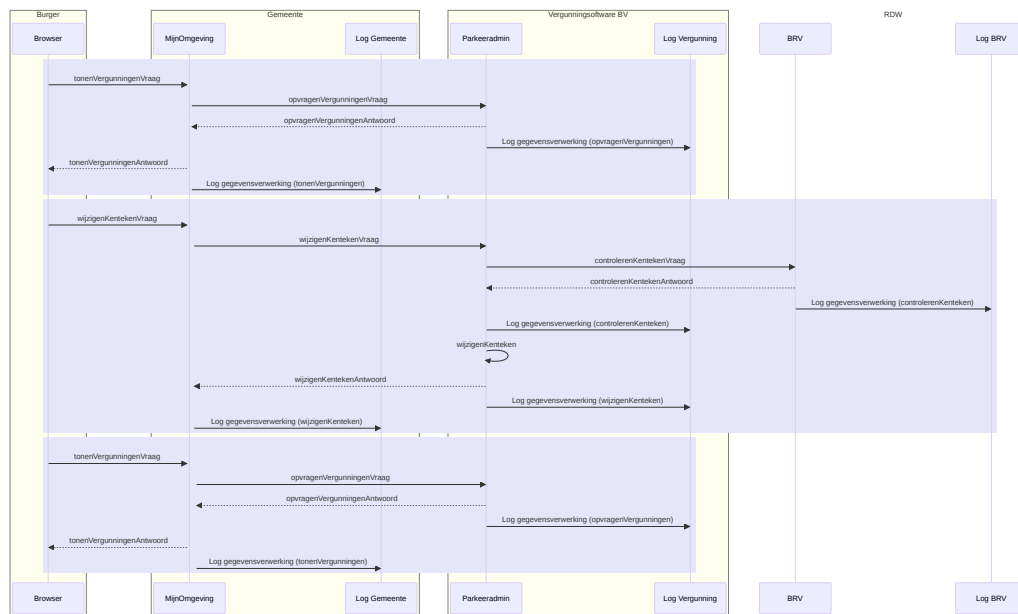 Burger Gemeente Vergunningsoftware BV RDW
Browser MijnOmgeving Log Gemeente Parkeeradmin Log Vergunning BRV Log BRV
tonenVergunningenVraag
opvragenVergunningenVraag
opvragenVergunningenAntwoord
Log gegevensverwerking (opvragenVergunningen)
tonenVergunningenAntwoord
Log gegevensverwerking (tonenVergunningen)
wijzigenKentekenVraag
wijzigenKentekenVraag
controlerenKentekenVraag
controlerenKentekenAntwoord
Log gegevensverwerking (controlerenKenteken)
Log gegevensverwerking (controlerenKenteken)
wijzigenKenteken
wijzigenKentekenAntwoord
Log gegevensverwerking (wijzigenKenteken)
Log gegevensverwerking (wijzigenKenteken)
tonenVergunningenVraag
opvragenVergunningenVraag
opvragenVergunningenAntwoord
Log gegevensverwerking (opvragenVergunningen)
tonenVergunningenAntwoord
Log gegevensverwerking (tonenVergunningen)
Browser MijnOmgeving Log Gemeente Parkeeradmin Log Vergunning BRV Log BRV